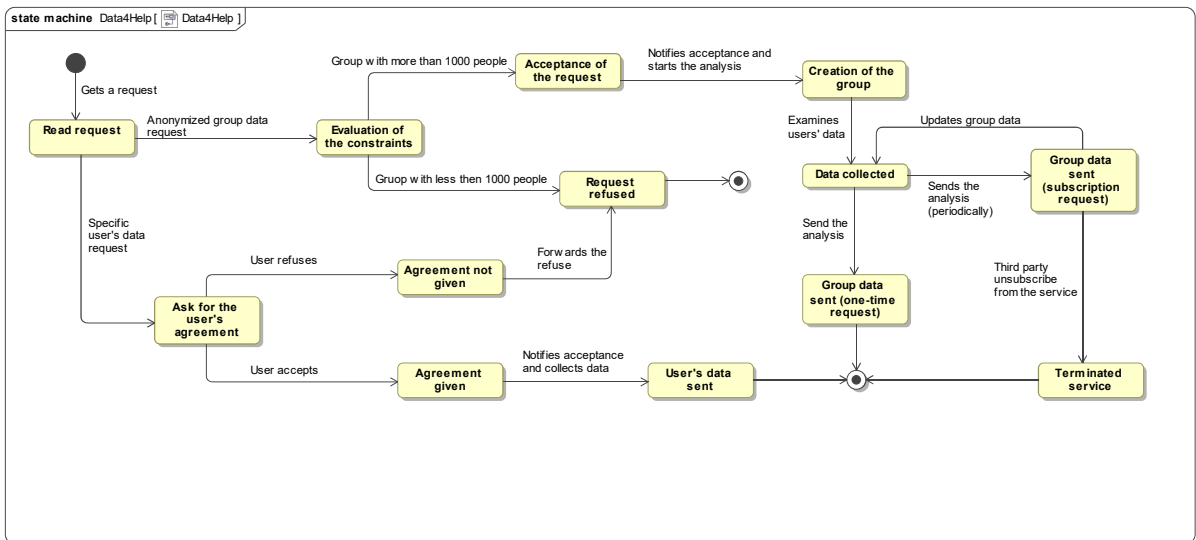 state machine Data4Help [ Data4Help ]
Gets a request
Read request
Anonymized group data
request
Evaluation of
the constraints
Group with more than 1000 people
Acceptance of
the request
Notifies acceptance and
starts the analysis
Creation of the
group
Examines
users' data
Updates group data
Data collected
Sends the
analysis
(periodically)
Group data
sent
(subscription
request)
Gruop with less then 1000 people
Request
refused
Specific
user's data
request
Send the
analysis
User refuses
Agreement not
given
Forwards the
refuse
Third party
unsubscribe
from the service
Ask for the
user's
agreement
Group data
sent (one-time
request)
User accepts
Agreement
given
Notifies acceptance
and collects data
User's data
sent
Terminated
service